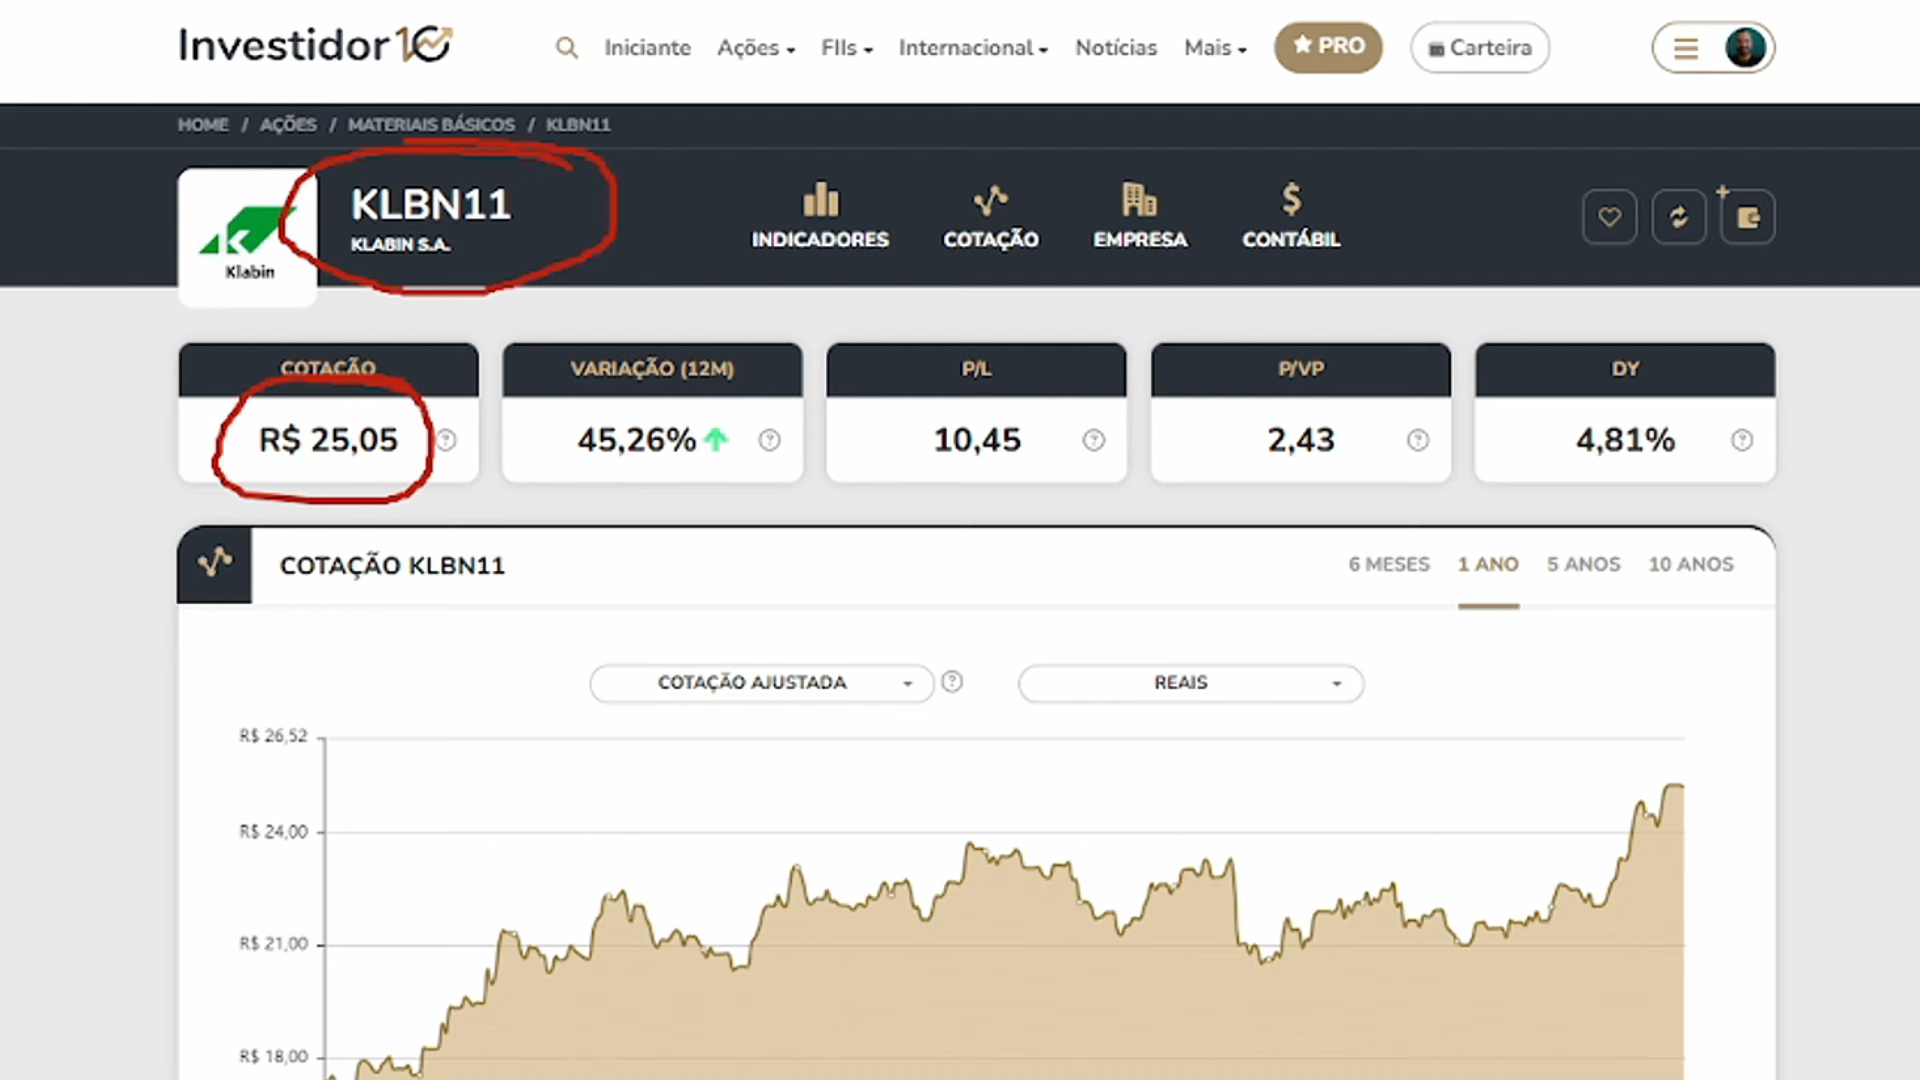 Investidor10
Iniciante Ações FIIs Internacional Notícias Mais PRO Carteira
HOME / AÇÕES / MATERIAIS BÁSICOS / KLBN11
Klabin
KLBN11
KLABIN S.A.
INDICADORES COTAÇÃO EMPRESA CONTÁBIL
COTAÇÃO VARIAÇÃO (12M) P/L P/VP DY
R$ 25,05 ? 45,26% ? 10,45 ? 2,43 ? 4,81% ?
COTAÇÃO KLBN11 6 MESES 1 ANO 5 ANOS 10 ANOS
COTAÇÃO AJUSTADA ? REAIS
R$ 26,52
R$ 24,00
R$ 21,00
R$ 18,00